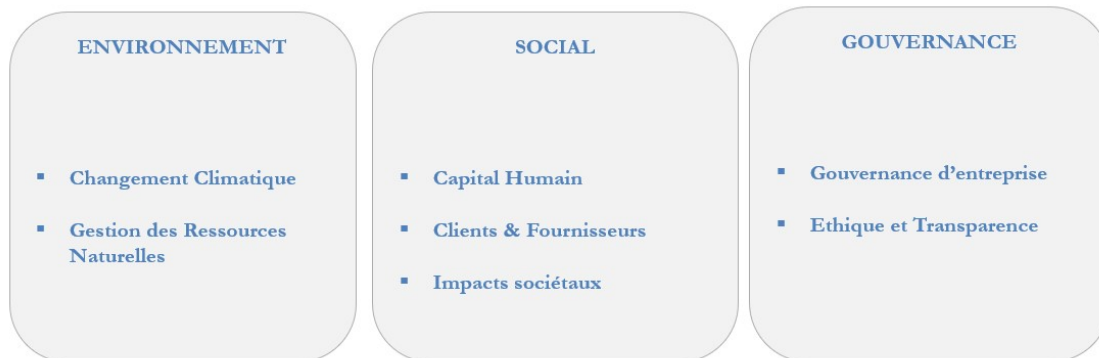 ENVIRONNEMENT
▪ Changement Climatique
▪ Gestion des Ressources
Naturelles
SOCIAL
▪ Capital Humain
▪ Clients & Fournisseurs
▪ Impacts sociétaux
GOUVERNANCE
▪ Gouvernance d’entreprise
▪ Ethique et Transparence